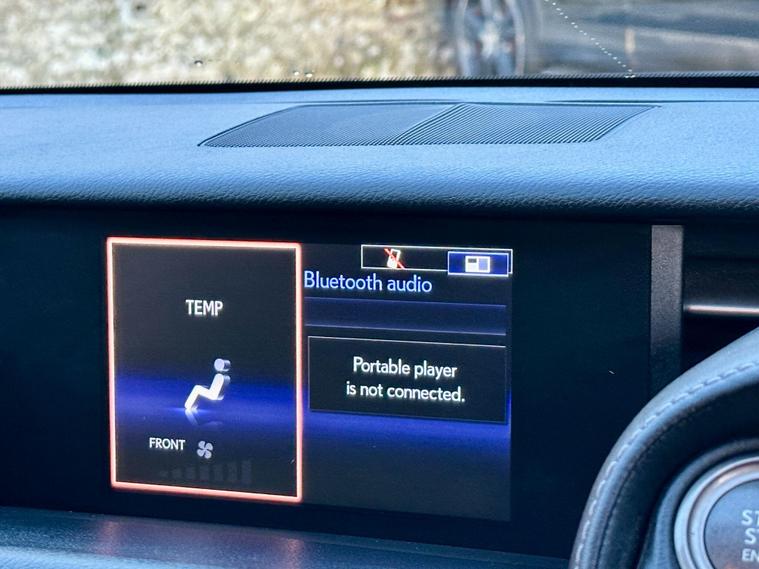 Bluetooth audio
TEMP
Portable player
is not connected.
FRONT